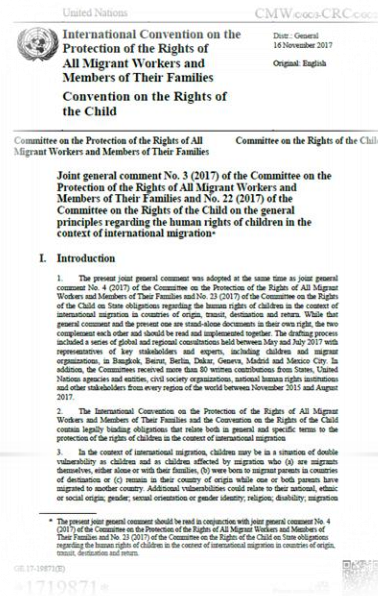 United Nations
CMW/C/GC/3-CRC/C/GC/22
International Convention on the
Protection of the Rights of
All Migrant Workers and
Members of Their Families
Distr.: General
16 November 2017
Original: English
Convention on the Rights of
the Child
Committee on the Protection of the Rights of All
Migrant Workers and Members of Their Families
Committee on the Rights of the Chil
Joint general comment No. 3 (2017) of the Committee on the
Protection of the Rights of All Migrant Workers and
Members of Their Families and No. 22 (2017) of the
Committee on the Rights of the Child on the general
principles regarding the human rights of children in the
context of international migration*
I. Introduction
1. The present joint general comment was adopted at the same time as joint general
comment No. 4 (2017) of the Committee on the Protection of the Rights of All Migrant
Workers and Members of Their Families and No. 23 (2017) of the Committee on the Rights
of the Child on State obligations regarding the human rights of children in the context of
international migration in countries of origin, transit, destination and return. While that
general comment and the present one are stand-alone documents in their own right, the two
complement each other and should be read and implemented together. The drafting process
included a series of global and regional consultations held between May and July 2017 with
representatives of key stakeholders and experts, including children and migrant
organizations, in Bangkok, Beirut, Berlin, Dakar, Geneva, Madrid and Mexico City. In
addition, the Committees received more than 80 written contributions from States, United
Nations agencies and entities, civil society organizations, national human rights institutions
and other stakeholders from every region of the world between November 2015 and August
2017.
2. The International Convention on the Protection of the Rights of All Migrant
Workers and Members of Their Families and the Convention on the Rights of the Child
contain legally binding obligations that relate both in general and specific terms to the
protection of the rights of children in the context of international migration
3. In the context of international migration, children may be in a situation of double
vulnerability as children and as children affected by migration who (a) are migrants
themselves, either alone or with their families, (b) were born to migrant parents in countries
of destination or (c) remain in their country of origin while one or both parents have
migrated to another country. Additional vulnerabilities could relate to their national, ethnic
or social origin; gender; sexual orientation or gender identity; religion; disability; migration
* The present joint general comment should be read in conjunction with joint general comment No. 4
(2017) of the Committee on the Protection of the Rights of All Migrant Workers and Members of
Their Families and No. 23 (2017) of the Committee on the Rights of the Child on State obligations
regarding the human rights of children in the context of international migration in countries of origin,
transit, destination and return.
GE.17-19871(E)
*1719871*